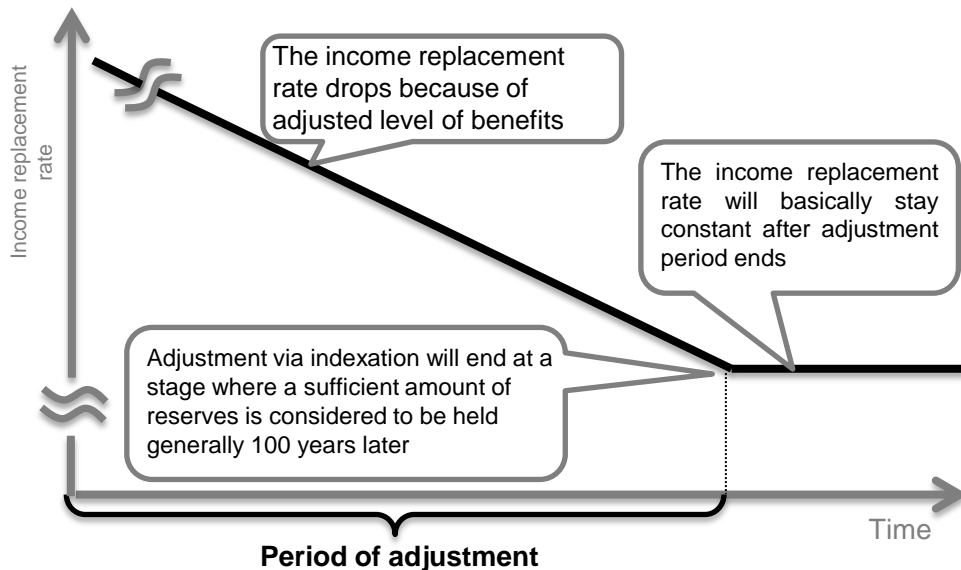 The income replacement
rate drops because of
adjusted level of benefits
Income replacement
rate
The income replacement
rate will basically stay
constant after adjustment
period ends
Adjustment via indexation will end at a
stage where a sufficient amount of
reserves is considered to be held
generally 100 years later
Time
Period of adjustment